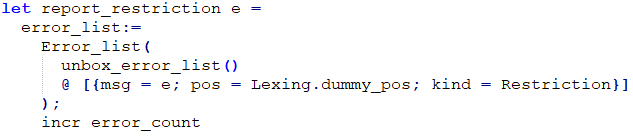 let report_restriction e =
  error_list:=
    Error_list(
      unbox_error_list()
      @ [{msg = e; pos = Lexing.dummy_pos; kind = Restriction}]
    );
    incr error_count